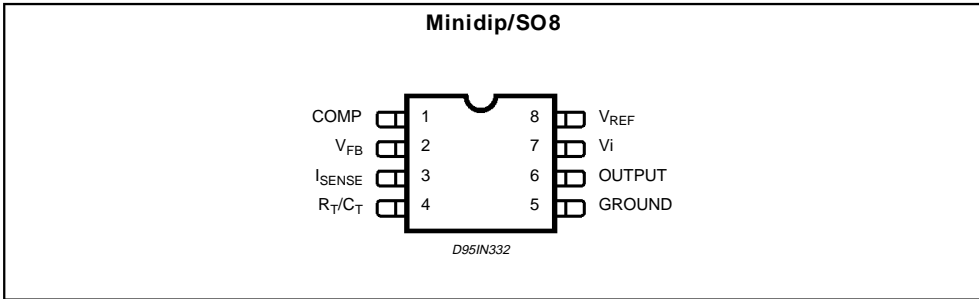 Minidip/SO8
COMP 1 8 VREF
VFB 2 7 Vi
ISENSE 3 6 OUTPUT
RT/CT 4 5 GROUND
D95IN332